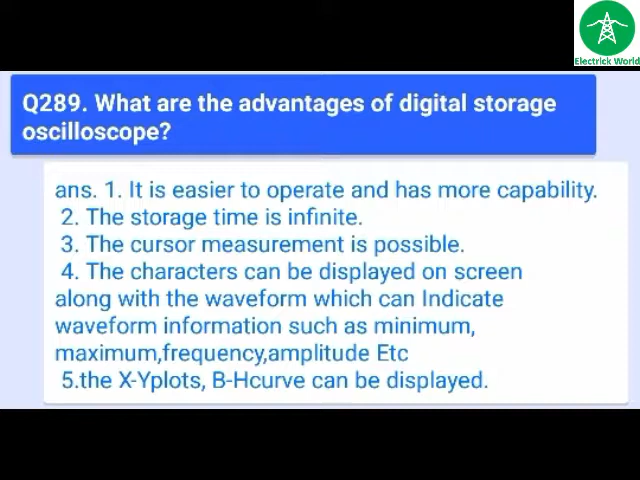 Electrick World
Q289. What are the advantages of digital storage
oscilloscope?
ans. 1. It is easier to operate and has more capability.
2. The storage time is infinite.
3. The cursor measurement is possible.
4. The characters can be displayed on screen
along with the waveform which can Indicate
waveform information such as minimum,
maximum,frequency,amplitude Etc
5.the X-Yplots, B-Hcurve can be displayed.